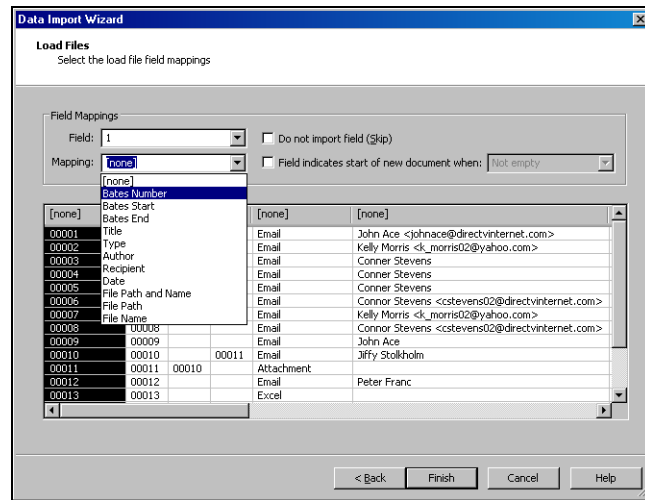 Data Import Wizard
Load Files
Select the load file field mappings
Field Mappings
Field: 1
Do not import field (Skip)
Mapping: [none]
Field indicates start of new document when: Not empty
[none]
Bates Number
Bates Start
Bates End
Title
Type
Author
Recipient
Date
File Path and Name
File Path
File Name
[none] [none] [none]
00001 Email John Ace <johnace@directvinternet.com>
00002 Email Kelly Morris <k_morris02@yahoo.com>
00003 Email Conner Stevens
00004 Email Conner Stevens
00005 Email Conner Stevens
00006 Email Connor Stevens <cstevens02@directvinternet.com>
00007 Email Kelly Morris <k_morris02@yahoo.com>
00008 00008 Email Connor Stevens <cstevens02@directvinternet.com>
00009 00009 Email John Ace
00010 00010 00011 Email Jiffy Stolkholm
00011 00011 00010 Attachment
00012 00012 Email Peter Franc
00013 00013 Excel
< Back Finish Cancel Help